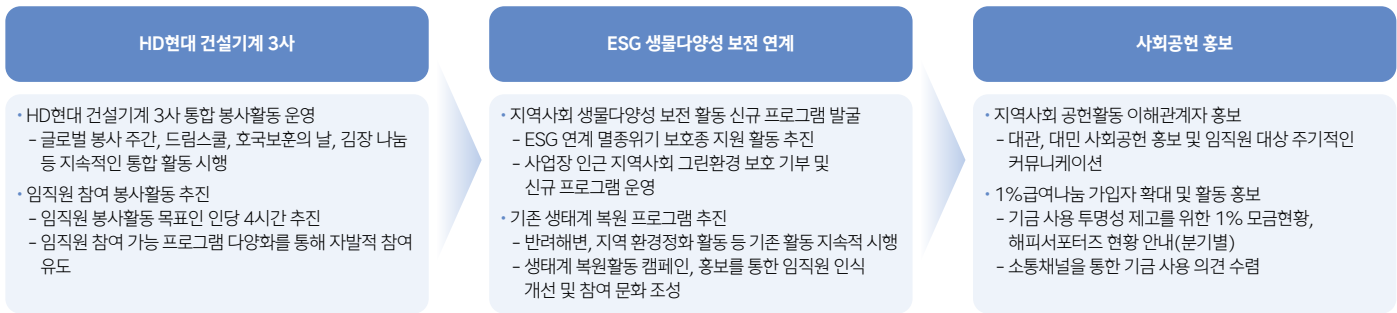 HD현대 건설기계 3사
• HD현대 건설기계 3사 통합 봉사활동 운영
– 글로벌 봉사 주간, 드림스쿨, 호국보훈의 날, 김장 나눔
등 지속적인 통합 활동 시행
• 임직원 참여 봉사활동 추진
– 임직원 봉사활동 목표인 인당 4시간 추진
– 임직원 참여 가능 프로그램 다양화를 통해 자발적 참여
유도
ESG 생물다양성 보전 연계
• 지역사회 생물다양성 보전 활동 신규 프로그램 발굴
– ESG 연계 멸종위기 보호종 지원 활동 추진
– 사업장 인근 지역사회 그린환경 보호 기부 및
신규 프로그램 운영
• 기존 생태계 복원 프로그램 추진
– 반려해변, 지역 환경정화 활동 등 기존 활동 지속적 시행
– 생태계 복원활동 캠페인, 홍보를 통한 임직원 인식
개선 및 참여 문화 조성
사회공헌 홍보
• 지역사회 공헌활동 이해관계자 홍보
– 대관, 대민 사회공헌 홍보 및 임직원 대상 주기적인
커뮤니케이션
• 1%급여나눔 가입자 확대 및 활동 홍보
– 기금 사용 투명성 제고를 위한 1% 모금현황,
해피서포터즈 현황 안내(분기별)
– 소통채널을 통한 기금 사용 의견 수렴